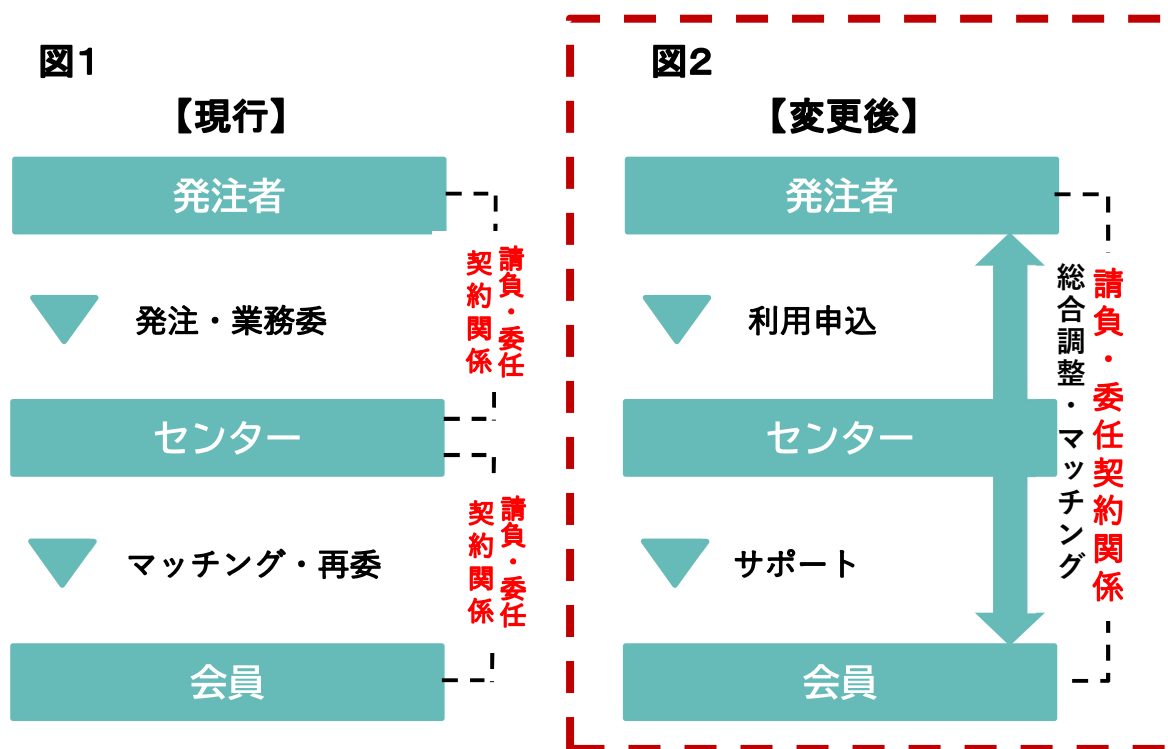 図1
【現行】
発注者
請負・委任
契約関係
発注・業務委
センター
請負・委任
契約関係
マッチング・再委
会員
図2
【変更後】
発注者
利用申込
請負・委任契約関係
総合調整・マッチング
センター
サポート
会員